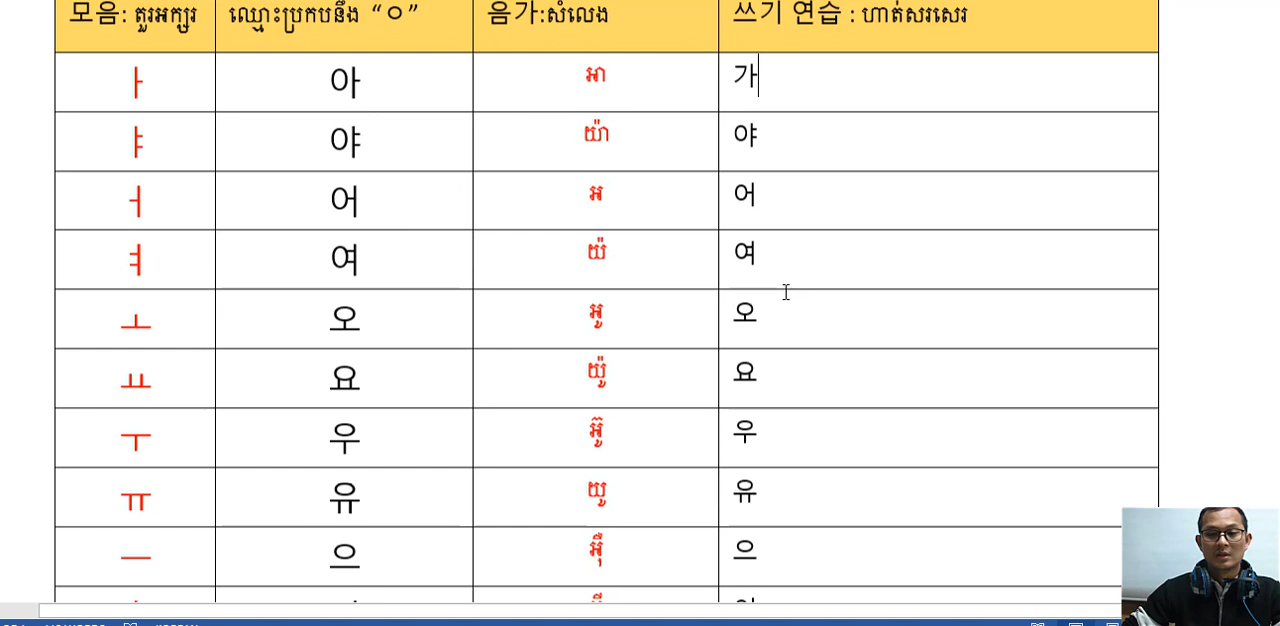 모음: តួរអក្សរ ឈ្មោះប្រកបនឹង “ㅇ” 음가:សំលេង 쓰기 연습 : ហាត់សរសេរ
ㅏ 아 អា 가
ㅑ 야 យ៉ា 야
ㅓ 어 អ 어
ㅕ 여 យ៉ 여
ㅗ 오 អូ 오
ㅛ 요 យ៉ូ 요
ㅜ 우 អ៊ូ 우
ㅠ 유 យូ 유
ㅡ 으 អ៊ឺ 으